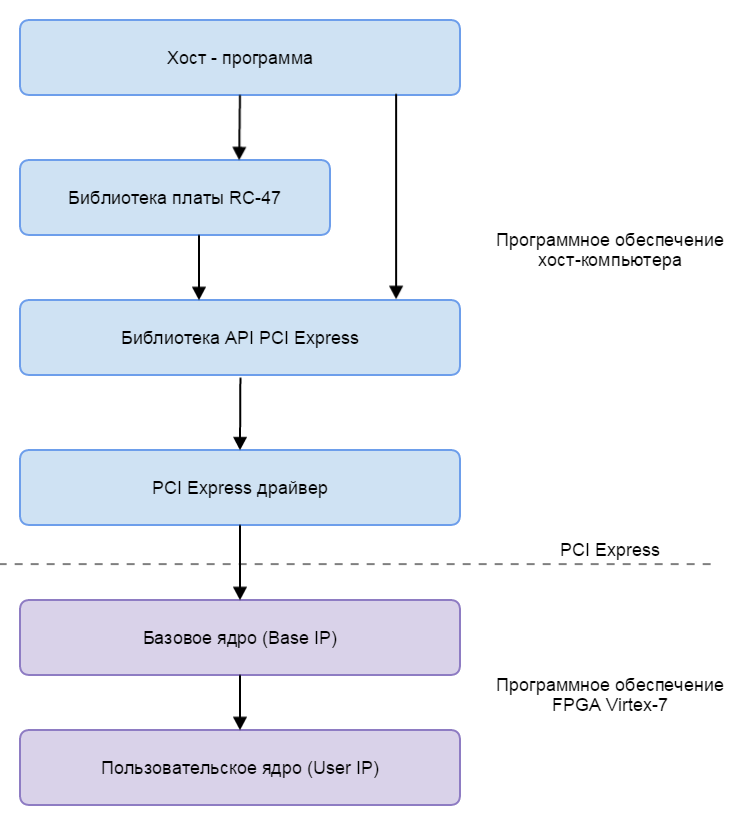 Хост - программа
Библиотека платы RC-47
Программное обеспечение
хост-компьютера
Библиотека API PCI Express
PCI Express драйвер
PCI Express
Базовое ядро (Base IP)
Программное обеспечение
FPGA Virtex-7
Пользовательское ядро (User IP)